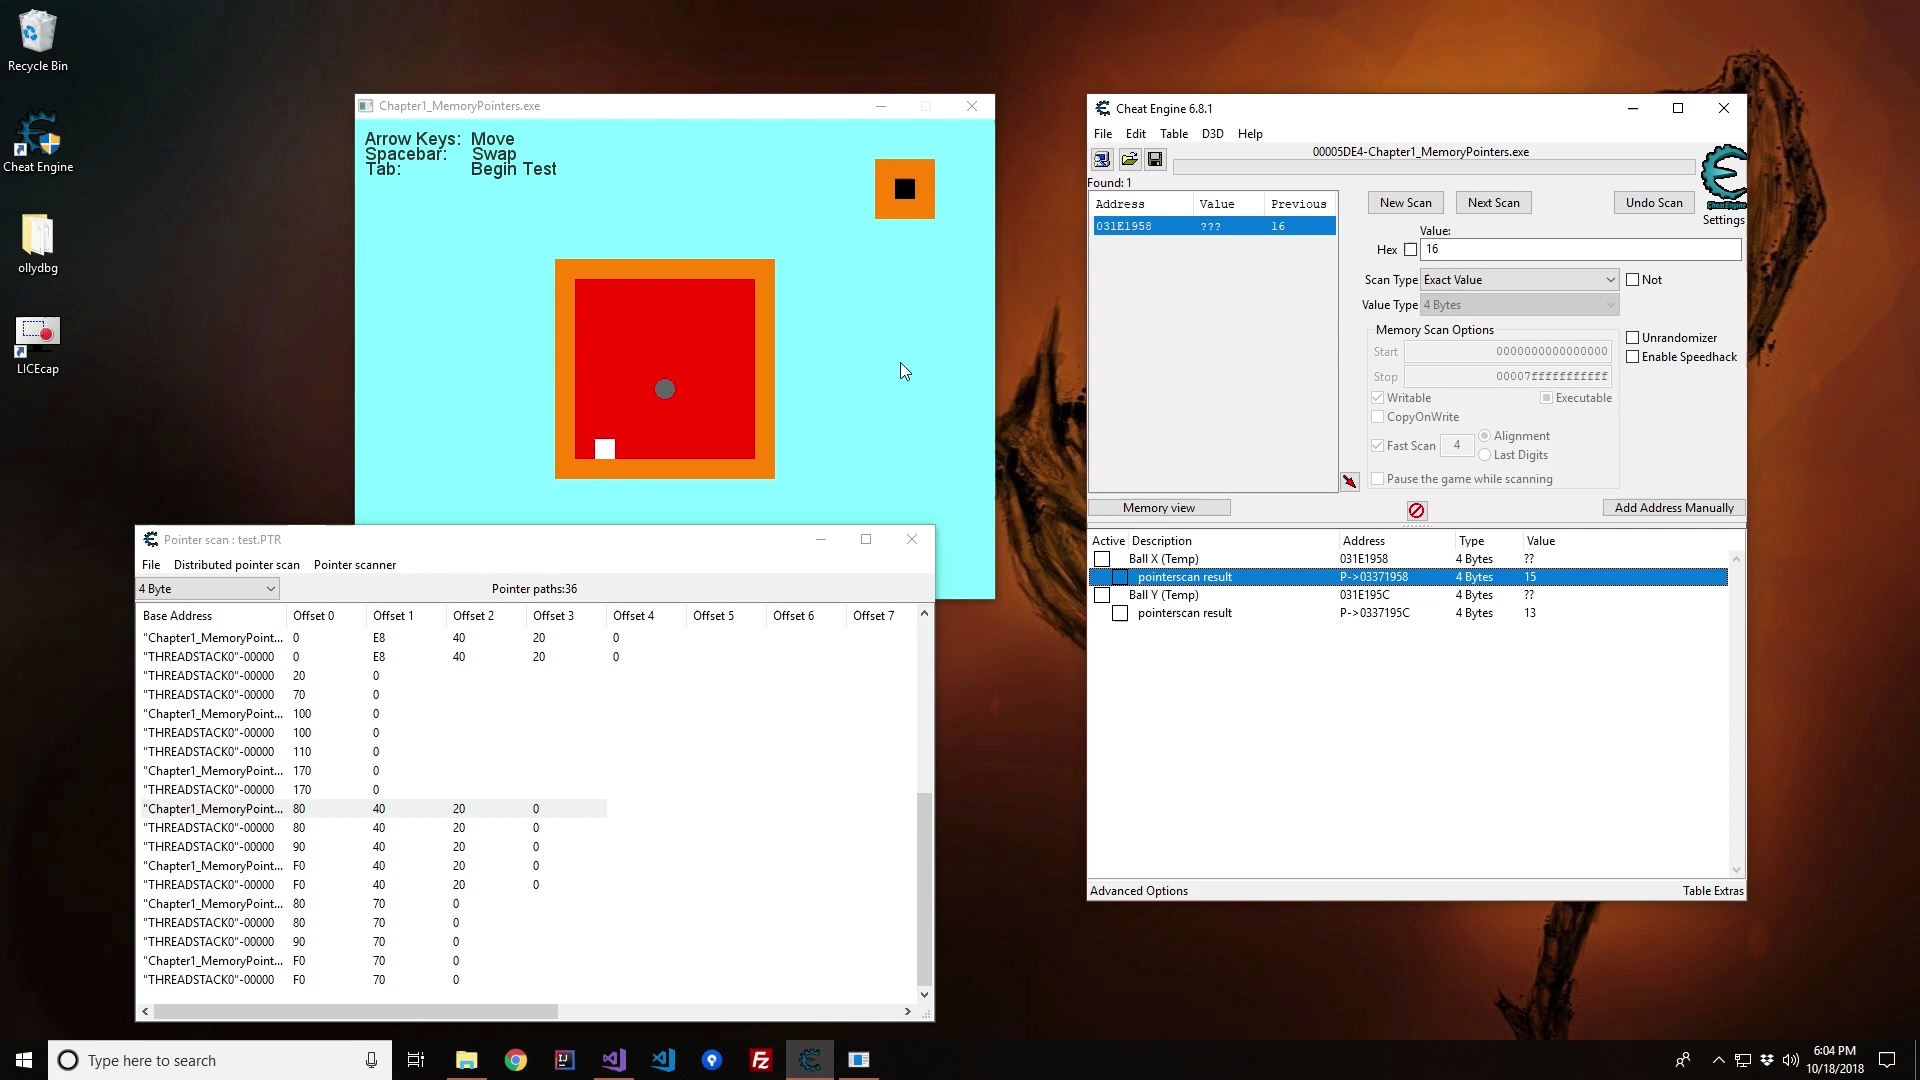 Recycle Bin
Cheat Engine
ollydbg
LICEcap
Chapter1_MemoryPointers.exe
Arrow Keys: Move
Spacebar: Swap
Tab: Begin Test
Pointer scan : test.PTR
File Distributed pointer scan Pointer scanner
4 Byte Pointer paths:36
Base Address Offset 0 Offset 1 Offset 2 Offset 3 Offset 4 Offset 5 Offset 6 Offset 7
"Chapter1_MemoryPoint... 0 E8 40 20 0
"THREADSTACK0"-00000 0 E8 40 20 0
"THREADSTACK0"-00000 20 0
"THREADSTACK0"-00000 70 0
"Chapter1_MemoryPoint... 100 0
"THREADSTACK0"-00000 100 0
"THREADSTACK0"-00000 110 0
"Chapter1_MemoryPoint... 170 0
"THREADSTACK0"-00000 170 0
"Chapter1_MemoryPoint... 80 40 20 0
"THREADSTACK0"-00000 80 40 20 0
"THREADSTACK0"-00000 90 40 20 0
"Chapter1_MemoryPoint... F0 40 20 0
"THREADSTACK0"-00000 F0 40 20 0
"Chapter1_MemoryPoint... 80 70 0
"THREADSTACK0"-00000 80 70 0
"THREADSTACK0"-00000 90 70 0
"Chapter1_MemoryPoint... F0 70 0
"THREADSTACK0"-00000 F0 70 0
Cheat Engine 6.8.1
File Edit Table D3D Help
00005DE4-Chapter1_MemoryPointers.exe
Found: 1
Address Value Previous
031E1958 ??? 16
New Scan Next Scan Undo Scan
Cheat Engine
Settings
Value:
Hex 16
Scan Type Exact Value Not
Value Type 4 Bytes
Memory Scan Options
Start 0000000000000000
Stop 00007fffffffffff
Unrandomizer
Enable Speedhack
Writable Executable
CopyOnWrite
Fast Scan 4 Alignment
Last Digits
Pause the game while scanning
Memory view Add Address Manually
Active Description Address Type Value
Ball X (Temp) 031E1958 4 Bytes ??
pointerscan result P->03371958 4 Bytes 15
Ball Y (Temp) 031E195C 4 Bytes ??
pointerscan result P->0337195C 4 Bytes 13
Advanced Options Table Extras
Type here to search
IJ
Fz
6:04 PM
10/18/2018